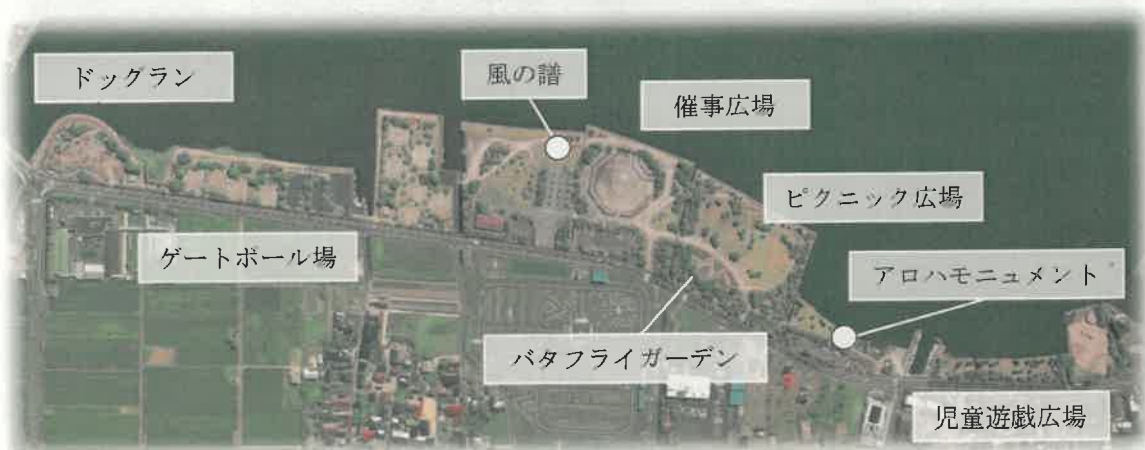 ドッグラン
風の譜
催事広場
ピクニック広場
ゲートボール場
アロハモニュメント
バタフライガーデン
児童遊戯広場